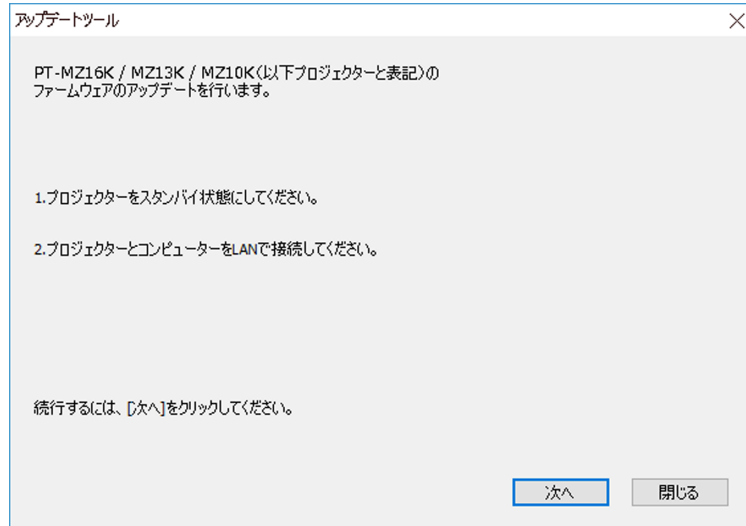 アップデートツール
PT-MZ16K / MZ13K / MZ10K(以下プロジェクターと表記)の
ファームウェアのアップデートを行います。
1.プロジェクターをスタンバイ状態にしてください。
2.プロジェクターとコンピューターをLANで接続してください。
続行するには、[次へ]をクリックしてください。
次へ
閉じる